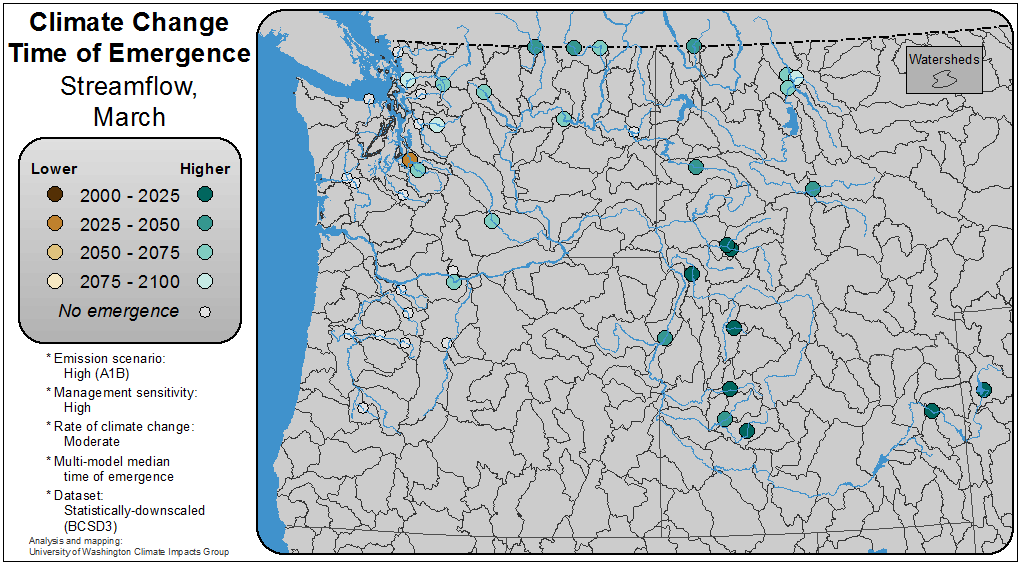 Climate Change
Time of Emergence
Streamflow,
March
Lower Higher
2000 - 2025
2025 - 2050
2050 - 2075
2075 - 2100
No emergence
* Emission scenario:
High (A1B)
* Management sensitivity:
High
* Rate of climate change:
Moderate
* Multi-model median
time of emergence
* Dataset:
Statistically-downscaled
(BCSD3)
Analysis and mapping:
University of Washington Climate Impacts Group
Watersheds